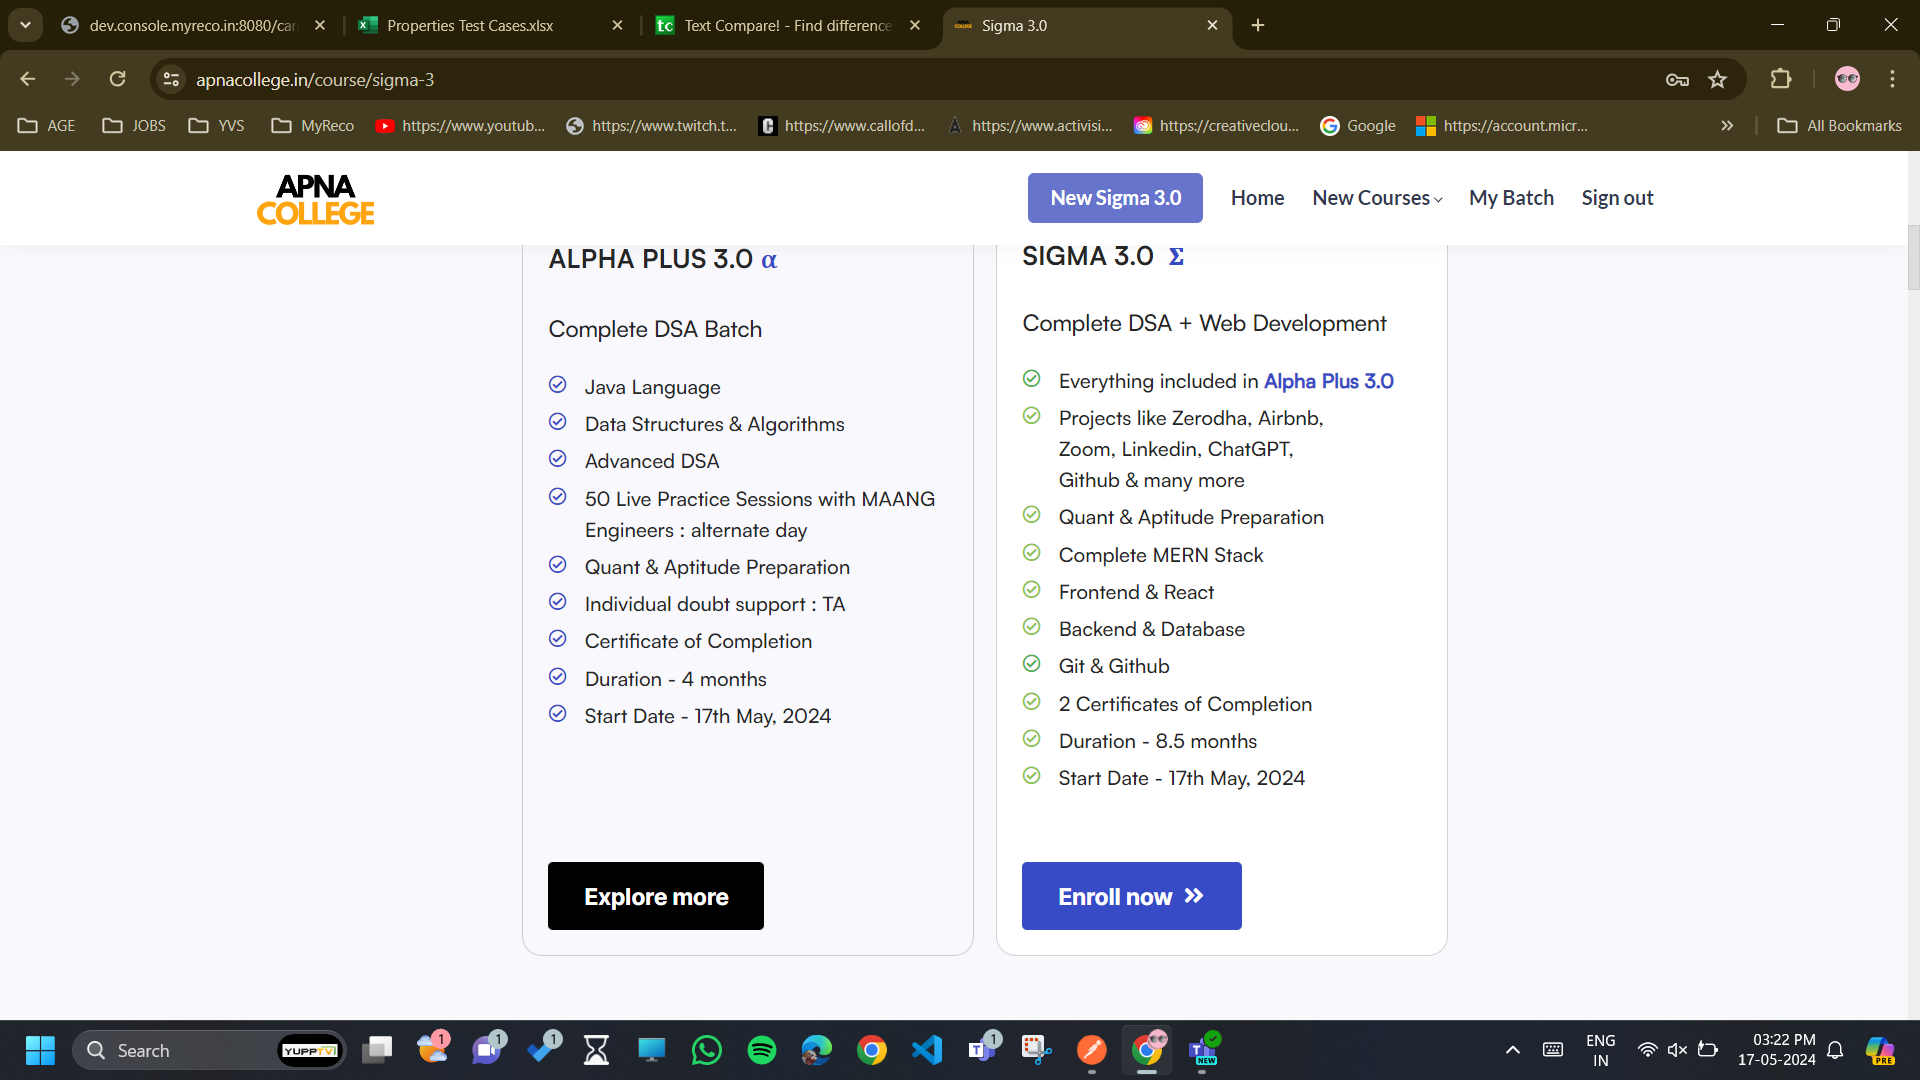 dev.console.myreco.in:8080/car
Properties Test Cases.xlsx
tc Text Compare! - Find difference
Sigma 3.0
apnacollege.in/course/sigma-3
AGE
JOBS
YVS
MyReco
https://www.youtub...
https://www.twitch.t...
https://www.callofd...
https://www.activisi...
https://creativeclou...
Google
https://account.micr...
All Bookmarks
APNA
COLLEGE
New Sigma 3.0
Home
New Courses
My Batch
Sign out
ALPHA PLUS 3.0 α
Complete DSA Batch
Java Language
Data Structures & Algorithms
Advanced DSA
50 Live Practice Sessions with MAANG
Engineers : alternate day
Quant & Aptitude Preparation
Individual doubt support : TA
Certificate of Completion
Duration - 4 months
Start Date - 17th May, 2024
Explore more
SIGMA 3.0 Σ
Complete DSA + Web Development
Everything included in Alpha Plus 3.0
Projects like Zerodha, Airbnb,
Zoom, Linkedin, ChatGPT,
Github & many more
Quant & Aptitude Preparation
Complete MERN Stack
Frontend & React
Backend & Database
Git & Github
2 Certificates of Completion
Duration - 8.5 months
Start Date - 17th May, 2024
Enroll now
Search
YUPPTV
1
1
1
1
NEW
ENG
IN
03:22 PM
17-05-2024
PRE